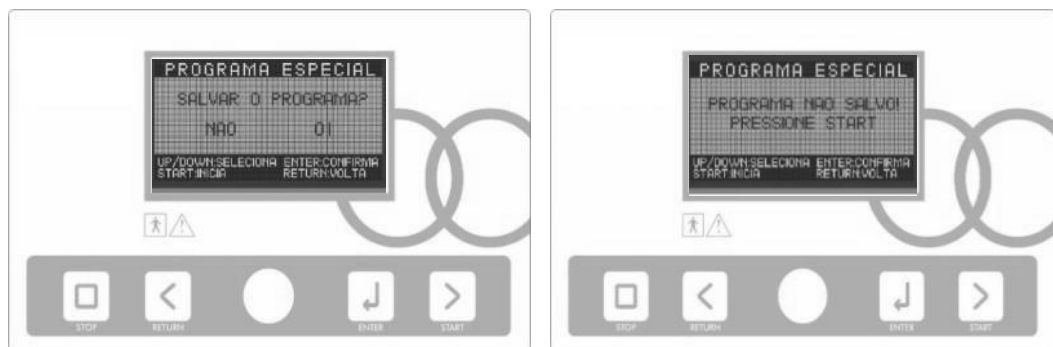 PROGRAMA ESPECIAL
SALVAR O PROGRAMA?
NAO 01
UP/DOWN:SELECIONA ENTER:CONFIRMA
START:INICIA RETURN:VOLTA
STOP
RETURN
ENTER
START
PROGRAMA ESPECIAL
PROGRAMA NAO SALVO!
PRESSIONE START
UP/DOWN:SELECIONA ENTER:CONFIRMA
START:INICIA RETURN:VOLTA
STOP
RETURN
ENTER
START